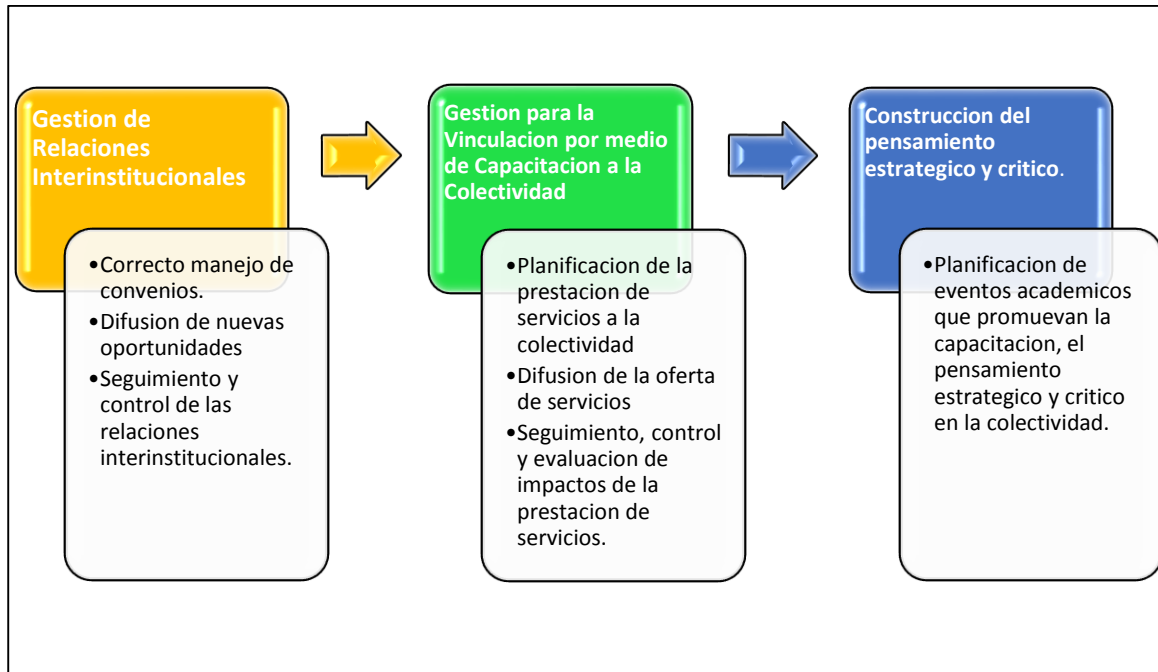 Gestion de
Relaciones
Interinstitucionales
•Correcto manejo de
convenios.
•Difusion de nuevas
oportunidades
•Seguimiento y
control de las
relaciones
interinstitucionales.
Gestion para la
Vinculacion por medio
de Capacitacion a la
Colectividad
•Planificacion de la
prestacion de
servicios a la
colectividad
•Difusion de la oferta
de servicios
•Seguimiento, control
y evaluacion de
impactos de la
prestacion de
servicios.
Construccion del
pensamiento
estrategico y critico.
•Planificacion de
eventos academicos
que promuevan la
capacitacion, el
pensamiento
estrategico y critico
en la colectividad.